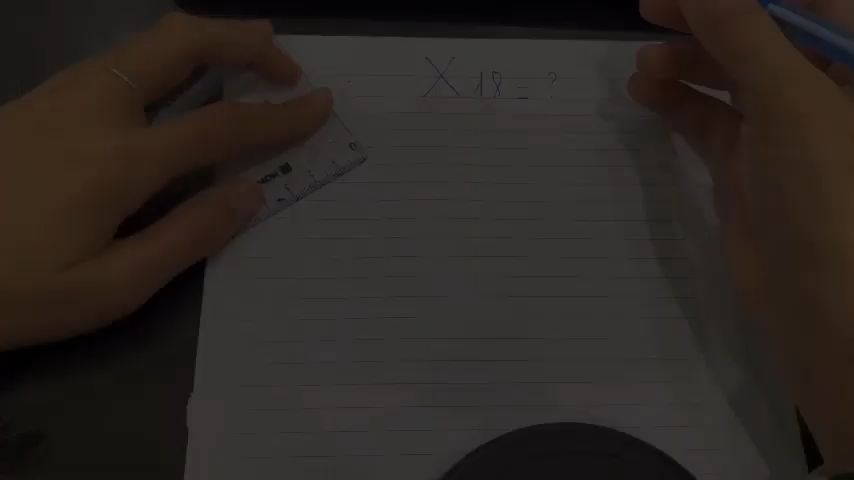 X 18 = ?